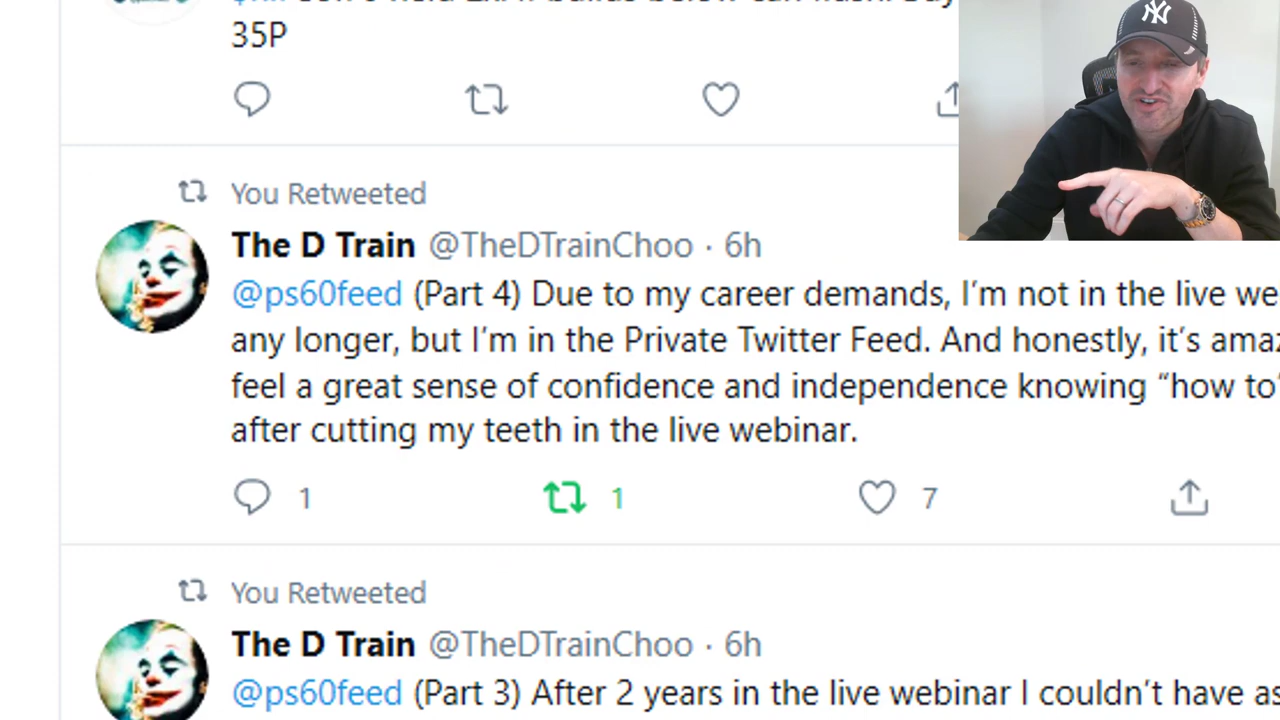 35P
You Retweeted
The D Train @TheDTrainChoo · 6h
@ps60feed (Part 4) Due to my career demands, I’m not in the live we
any longer, but I’m in the Private Twitter Feed. And honestly, it’s amaz
feel a great sense of confidence and independence knowing “how to”
after cutting my teeth in the live webinar.
1 1 7
You Retweeted
The D Train @TheDTrainChoo · 6h
@ps60feed (Part 3) After 2 years in the live webinar I couldn’t have as